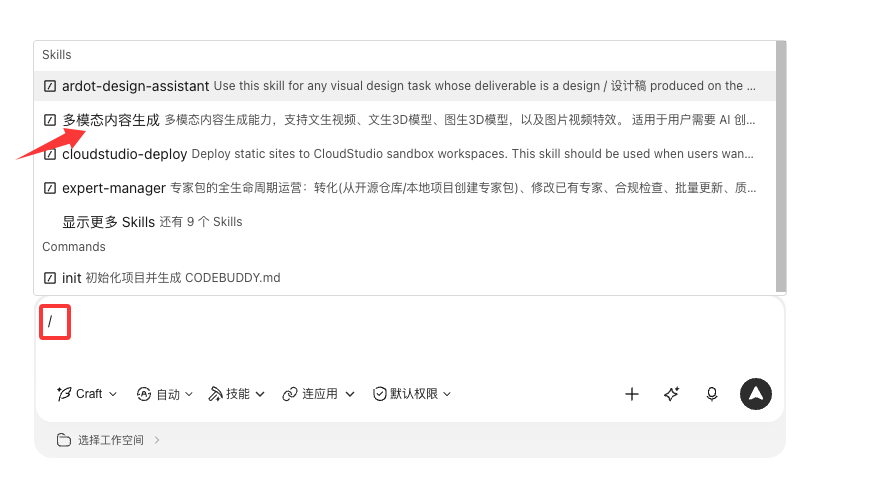 Skills
ardot-design-assistant Use this skill for any visual design task whose deliverable is a design / 设计稿 produced on the ...
多模态内容生成 多模态内容生成能力，支持文生视频、文生3D模型、图生3D模型，以及图片视频特效。 适用于用户需要 AI 创...
cloudstudio-deploy Deploy static sites to CloudStudio sandbox workspaces. This skill should be used when users wan...
expert-manager 专家包的全生命周期运营：转化(从开源仓库/本地项目创建专家包)、修改已有专家、合规检查、批量更新、质...
显示更多 Skills 还有 9 个 Skills
Commands
init 初始化项目并生成 CODEBUDDY.md
/
Craft 自动 技能 连应用 默认权限
选择工作空间